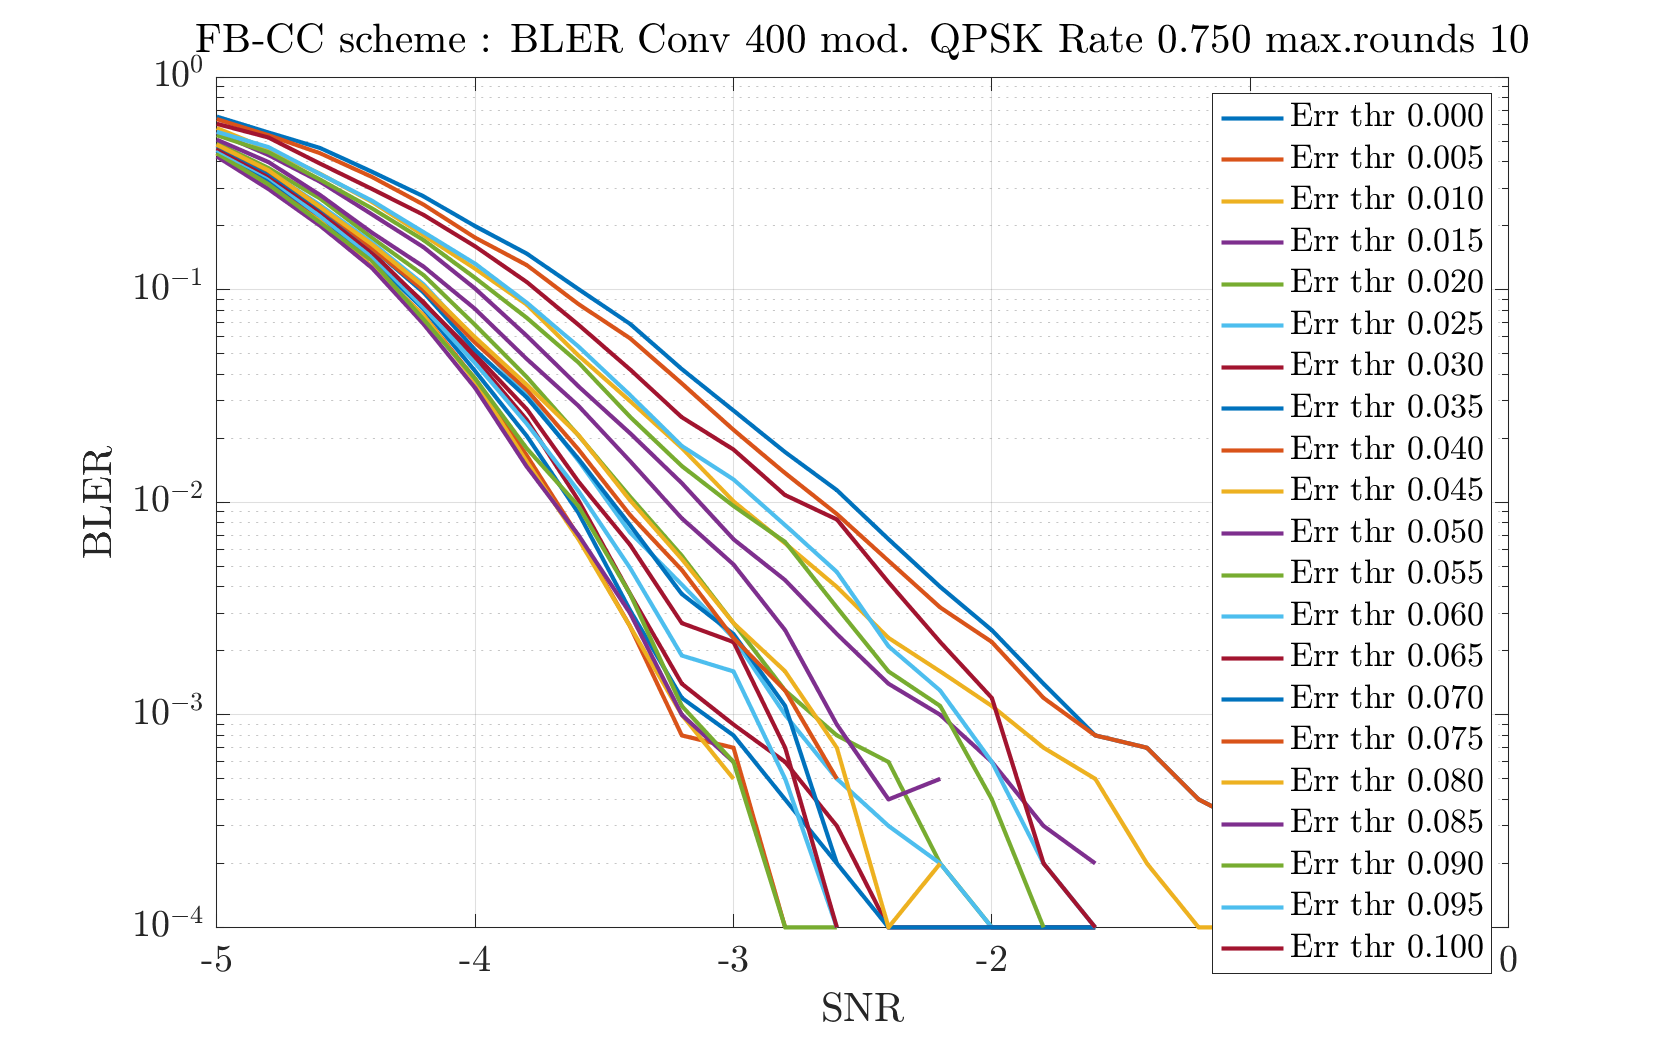 FB-CC scheme : BLER Conv 400 mod. QPSK Rate 0.750 max.rounds 10
10^0
10^−1
10^−2
10^−3
10^−4
BLER
-5 -4 -3 -2 0
SNR
Err thr 0.000
Err thr 0.005
Err thr 0.010
Err thr 0.015
Err thr 0.020
Err thr 0.025
Err thr 0.030
Err thr 0.035
Err thr 0.040
Err thr 0.045
Err thr 0.050
Err thr 0.055
Err thr 0.060
Err thr 0.065
Err thr 0.070
Err thr 0.075
Err thr 0.080
Err thr 0.085
Err thr 0.090
Err thr 0.095
Err thr 0.100